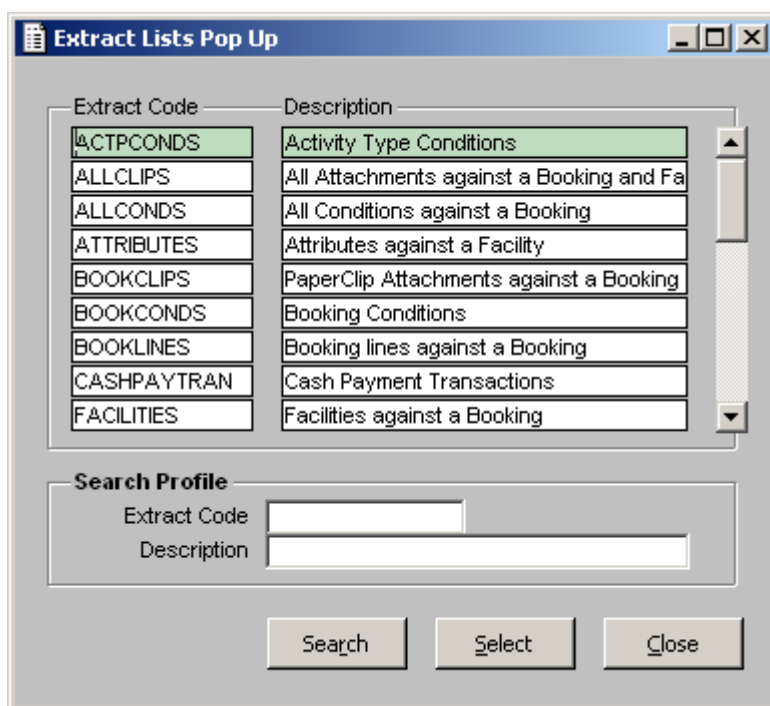 Extract Lists Pop Up
Extract Code Description
ACTPCONDS Activity Type Conditions
ALLCLIPS All Attachments against a Booking and Fa
ALLCONDS All Conditions against a Booking
ATTRIBUTES Attributes against a Facility
BOOKCLIPS PaperClip Attachments against a Booking
BOOKCONDS Booking Conditions
BOOKLINES Booking lines against a Booking
CASHPAYTRAN Cash Payment Transactions
FACILITIES Facilities against a Booking
Search Profile
Extract Code
Description
Search Select Close